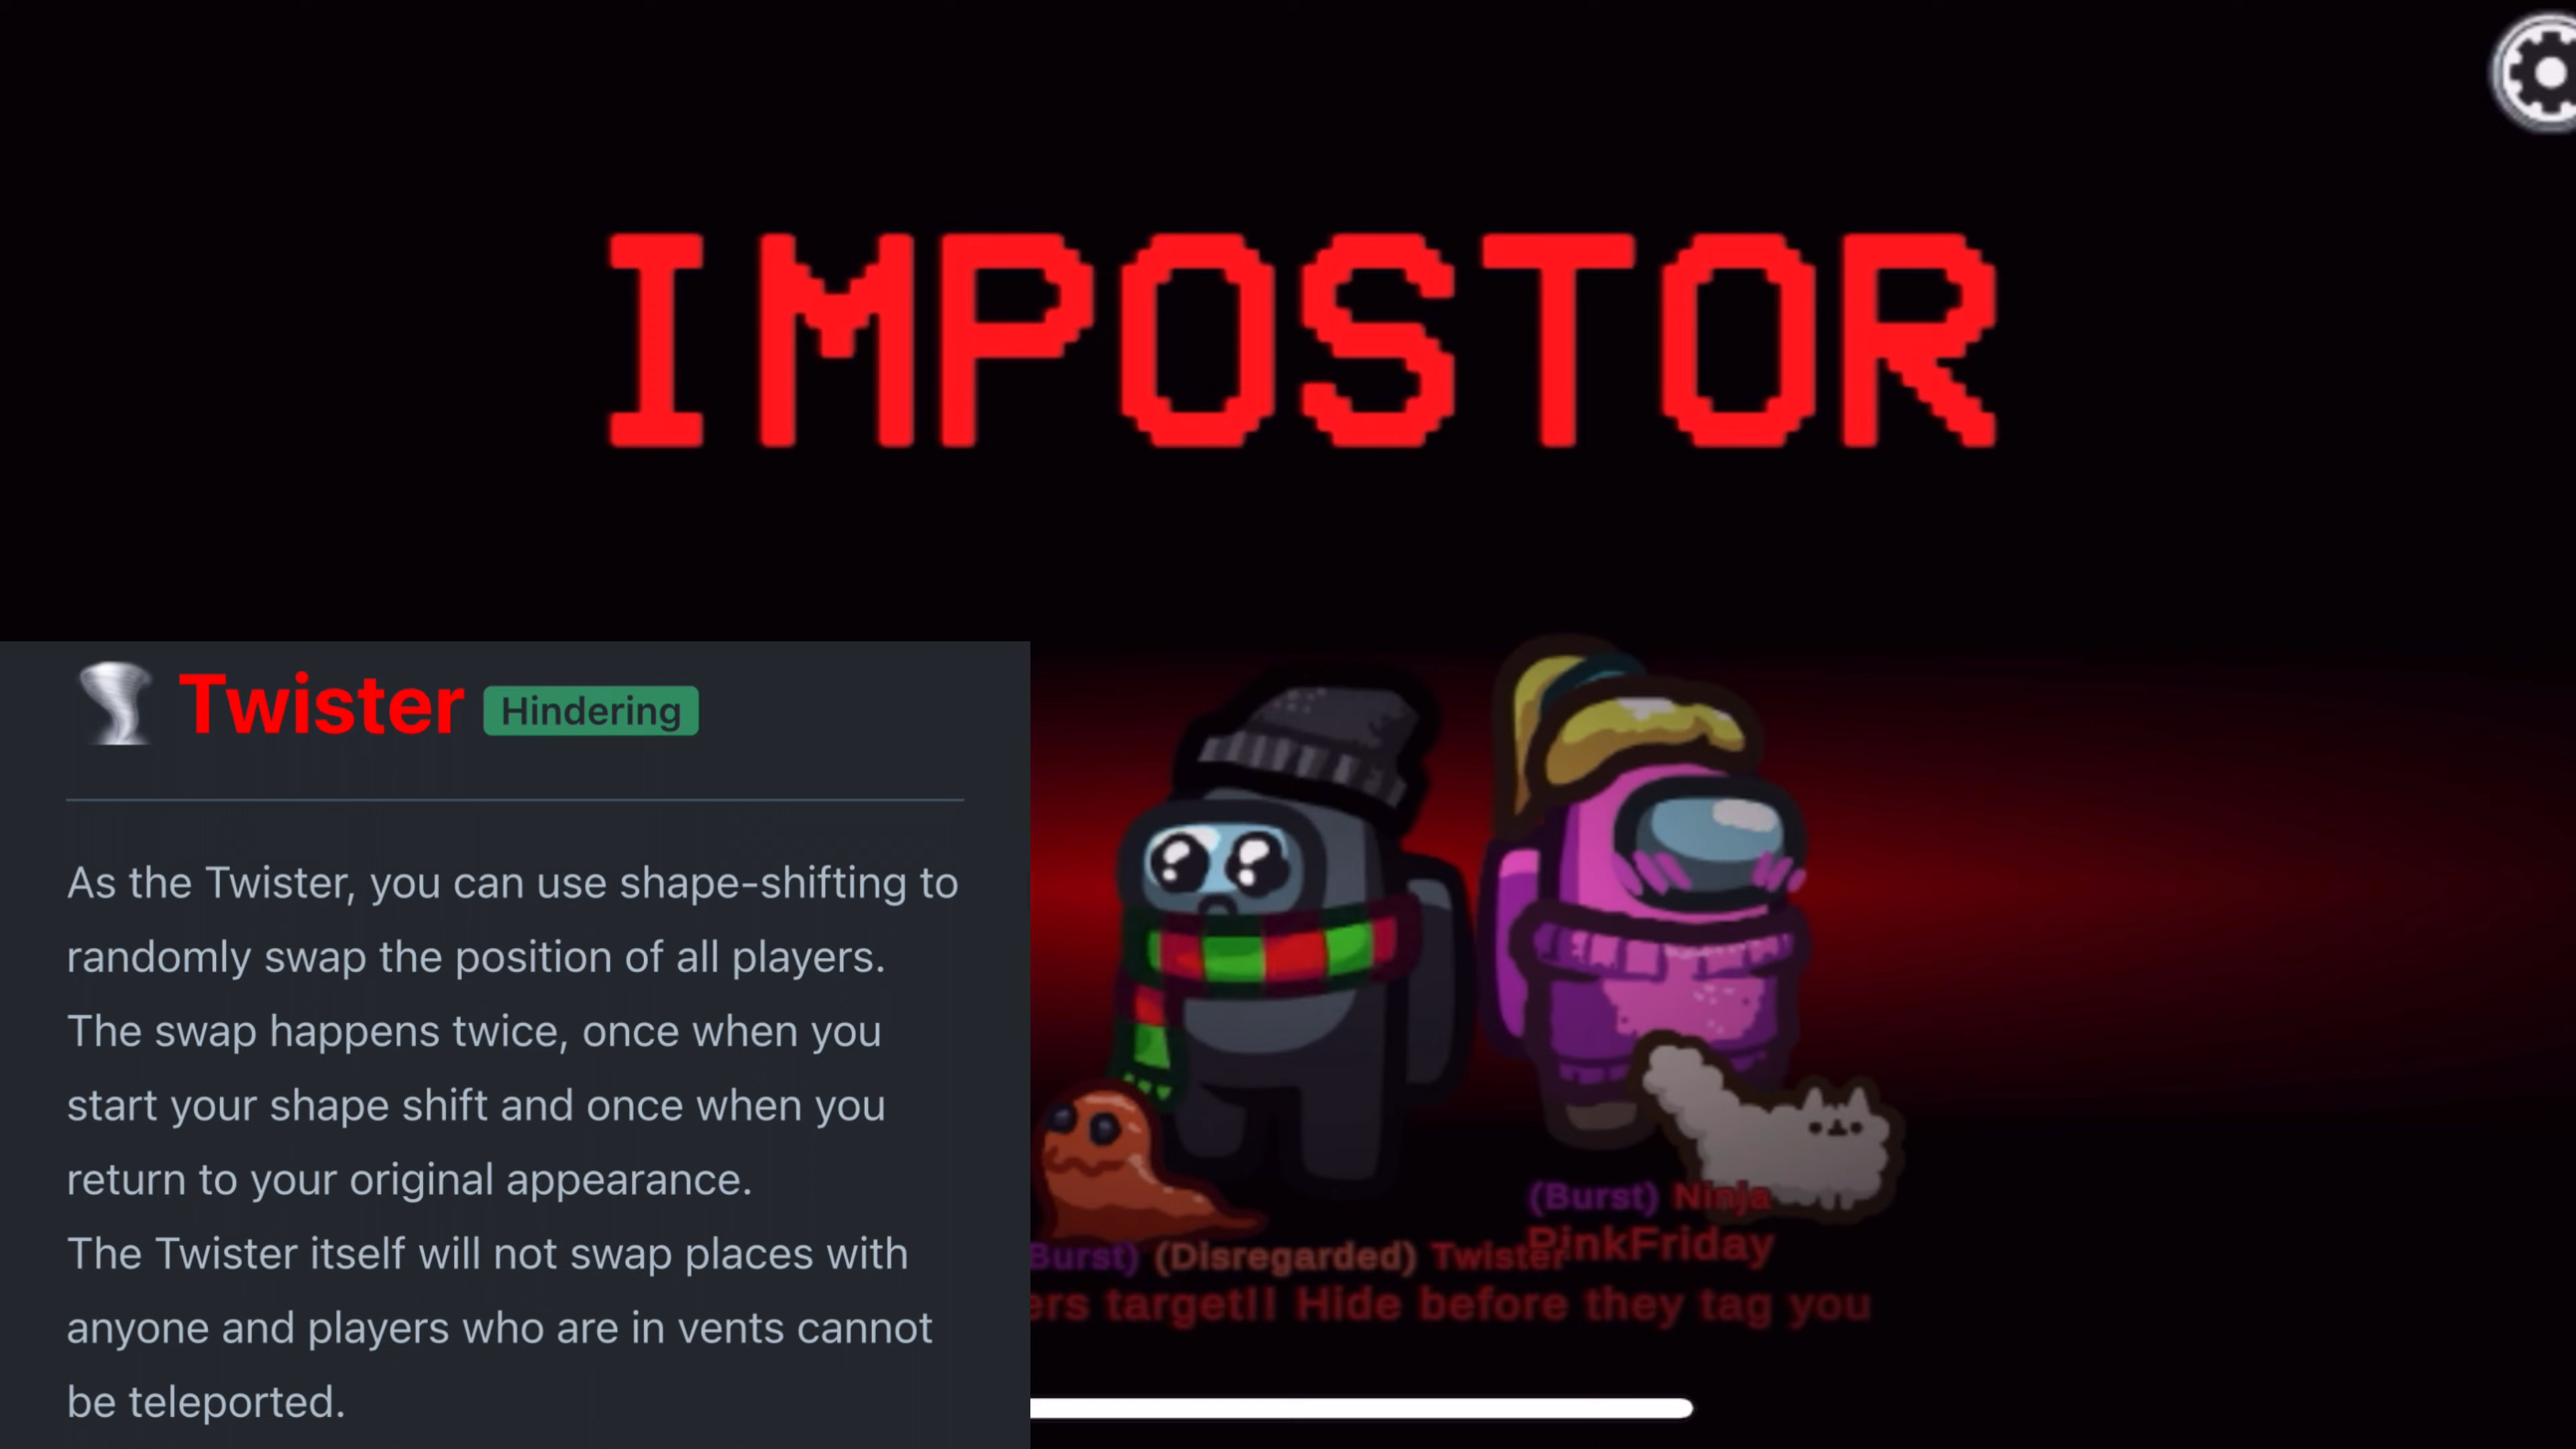 IMPOSTOR
Twister Hindering
As the Twister, you can use shape-shifting to
randomly swap the position of all players.
The swap happens twice, once when you
start your shape shift and once when you
return to your original appearance.
The Twister itself will not swap places with
anyone and players who are in vents cannot
be teleported.
(Burst) Ninja
PinkFriday
Burst) (Disregarded) Twister
target!! Hide before they tag you